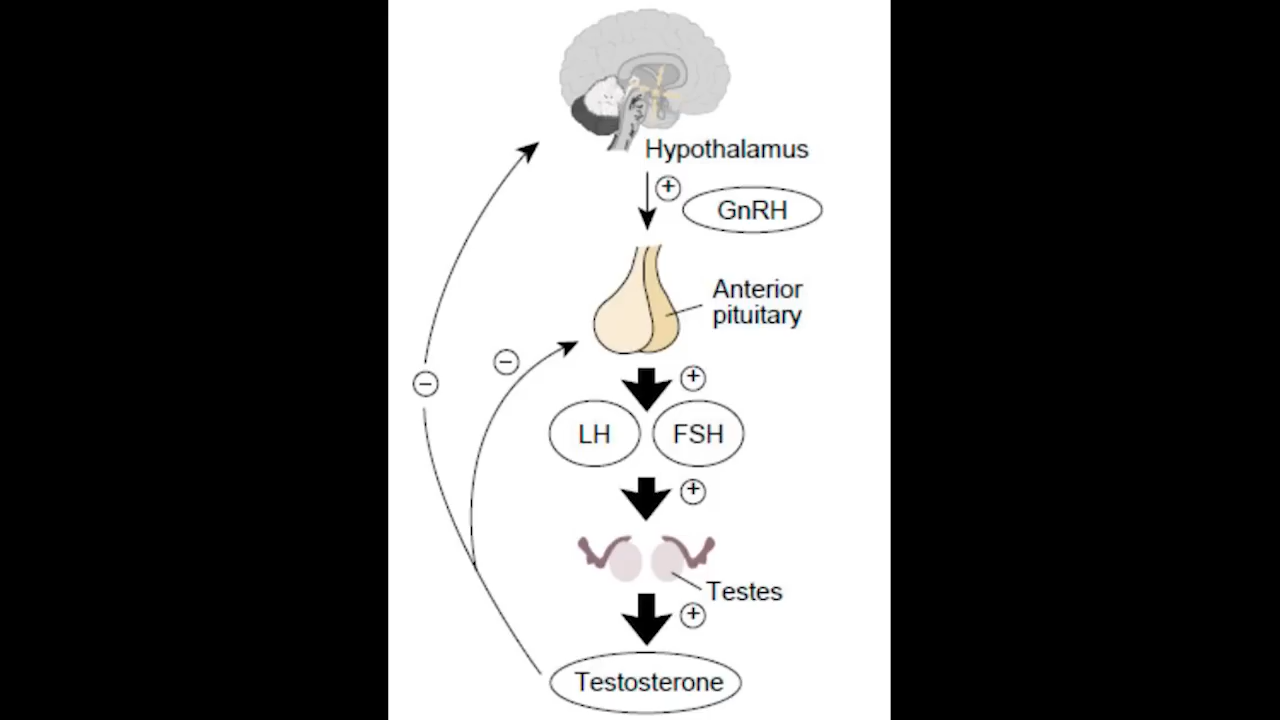 Hypothalamus
+
GnRH
Anterior
pituitary
−
−
+
LH
FSH
+
Testes
+
Testosterone